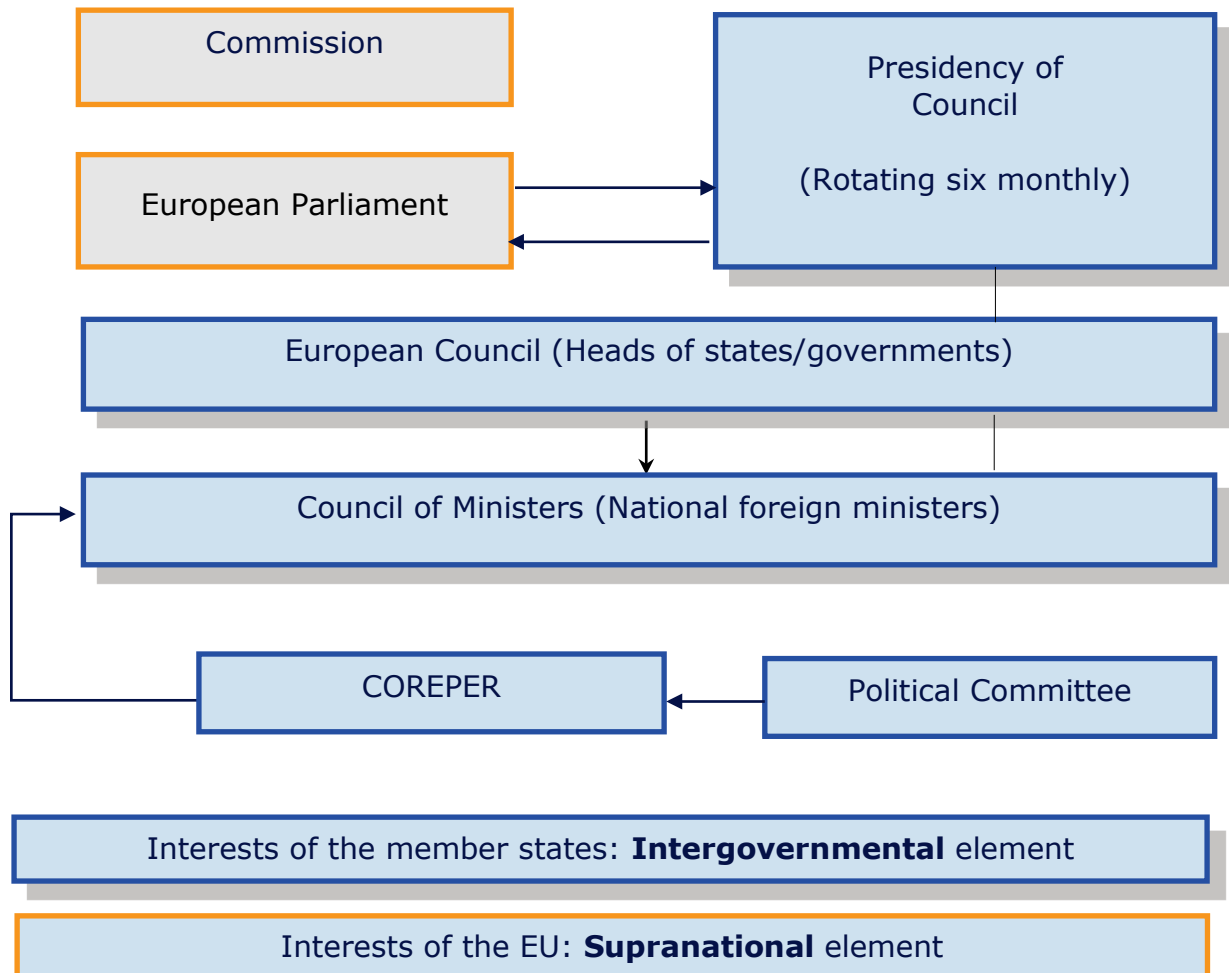 Commission
Presidency of
Council
(Rotating six monthly)
European Parliament
European Council (Heads of states/governments)
Council of Ministers (National foreign ministers)
COREPER
Political Committee
Interests of the member states: Intergovernmental element
Interests of the EU: Supranational element